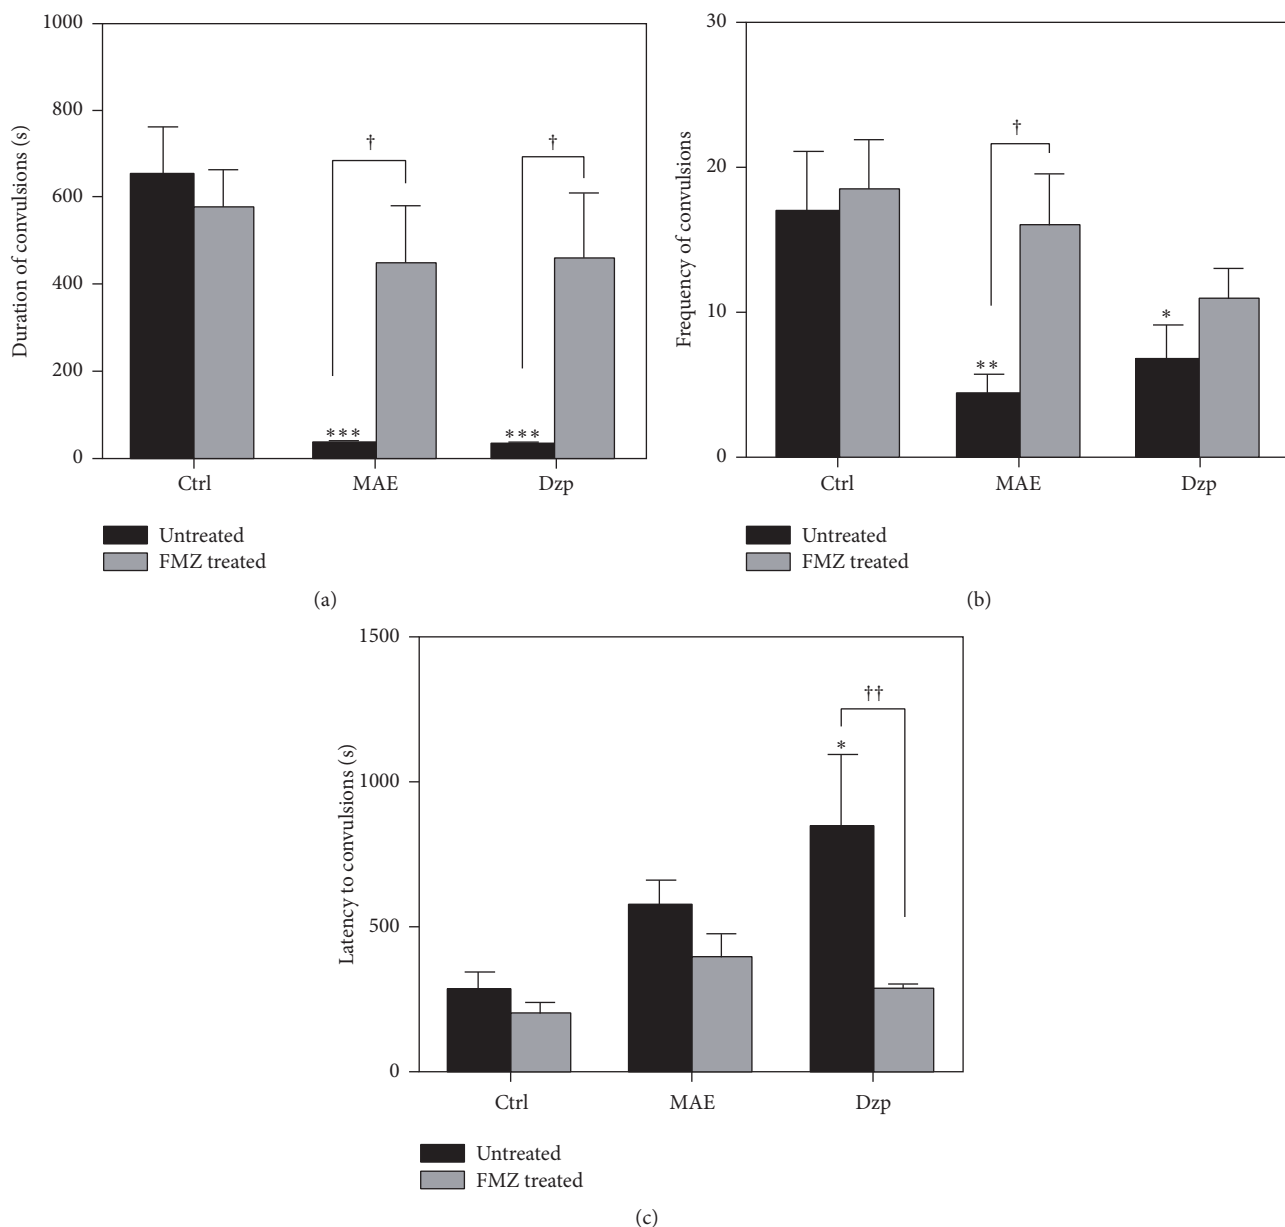 Duration of convulsions (s)
1000
800
600
400
200
0
†
†
***
***
Ctrl
MAE
Dzp
Untreated
FMZ treated
(a)
Frequency of convulsions
30
20
10
0
†
**
*
Ctrl
MAE
Dzp
Untreated
FMZ treated
(b)
Latency to convulsions (s)
1500
1000
500
0
††
*
Ctrl
MAE
Dzp
Untreated
FMZ treated
(c)